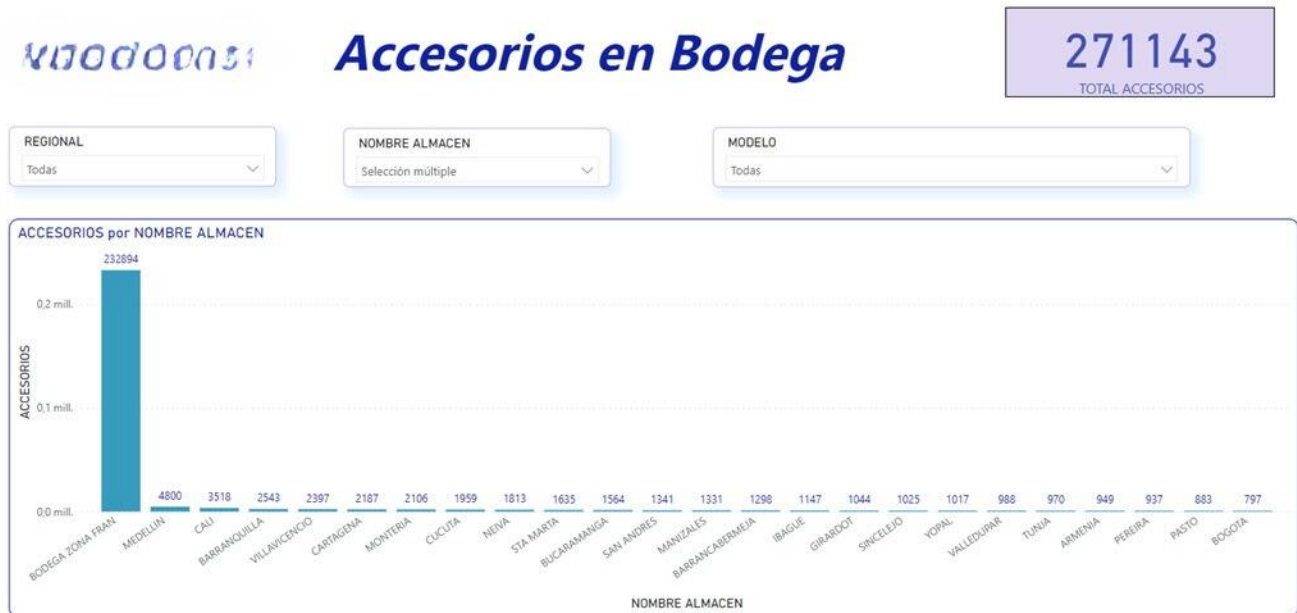 Accesorios en Bodega
271143
TOTAL ACCESORIOS
REGIONAL
Todas
NOMBRE ALMACEN
Selección múltiple
MODELO
Todas
ACCESORIOS por NOMBRE ALMACEN
232894
0,2 mill.
0,1 mill.
0,0 mill.
ACCESORIOS
4800 3518 2543 2397 2187 2106 1959 1813 1635 1564 1341 1331 1298 1147 1044 1025 1017 988 970 949 937 883 797
BODEGA ZONA FRAN MEDELLIN CALI BARRANQUILLA VILLAVICENCIO CARTAGENA MONTERIA CUCUTA NEIVA STA MARTA BUCARAMANGA SAN ANDRES MANIZALES BARRANCABERMEJA IBAGUE GIRARDOT SINCELEJO YOPAL VALLEDUPAR TUNJA ARMENIA PEREIRA PASTO BOGOTA
NOMBRE ALMACEN